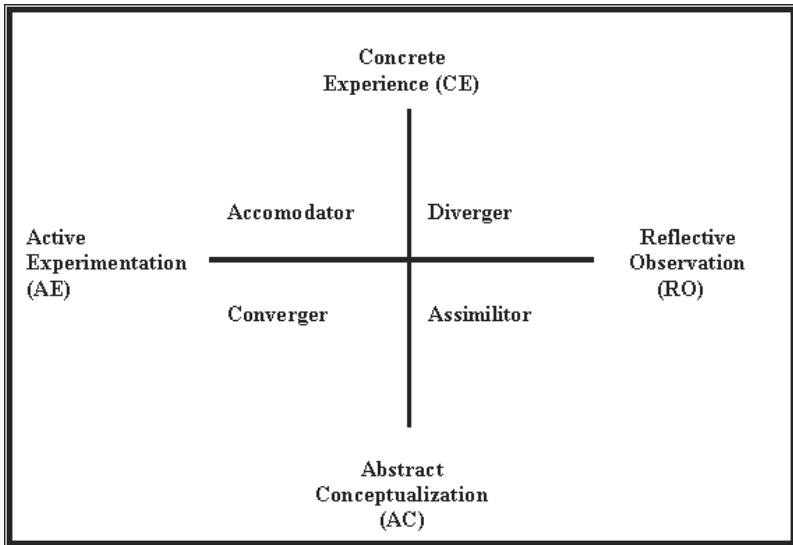 Concrete
Experience (CE)
Accomodator
Diverger
Active
Experimentation
(AE)
Reflective
Observation
(RO)
Converger
Assimilitor
Abstract
Conceptualization
(AC)